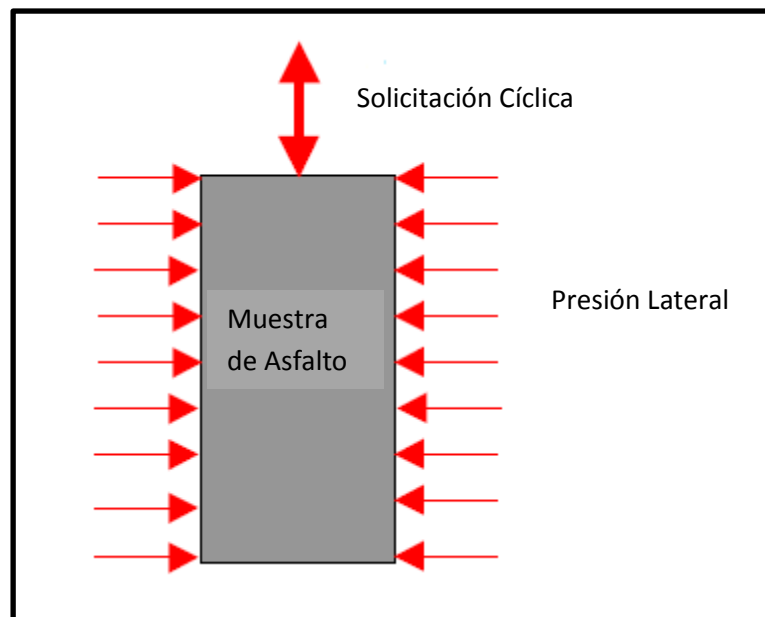 Solicitación Cíclica
Presión Lateral
Muestra
de Asfalto